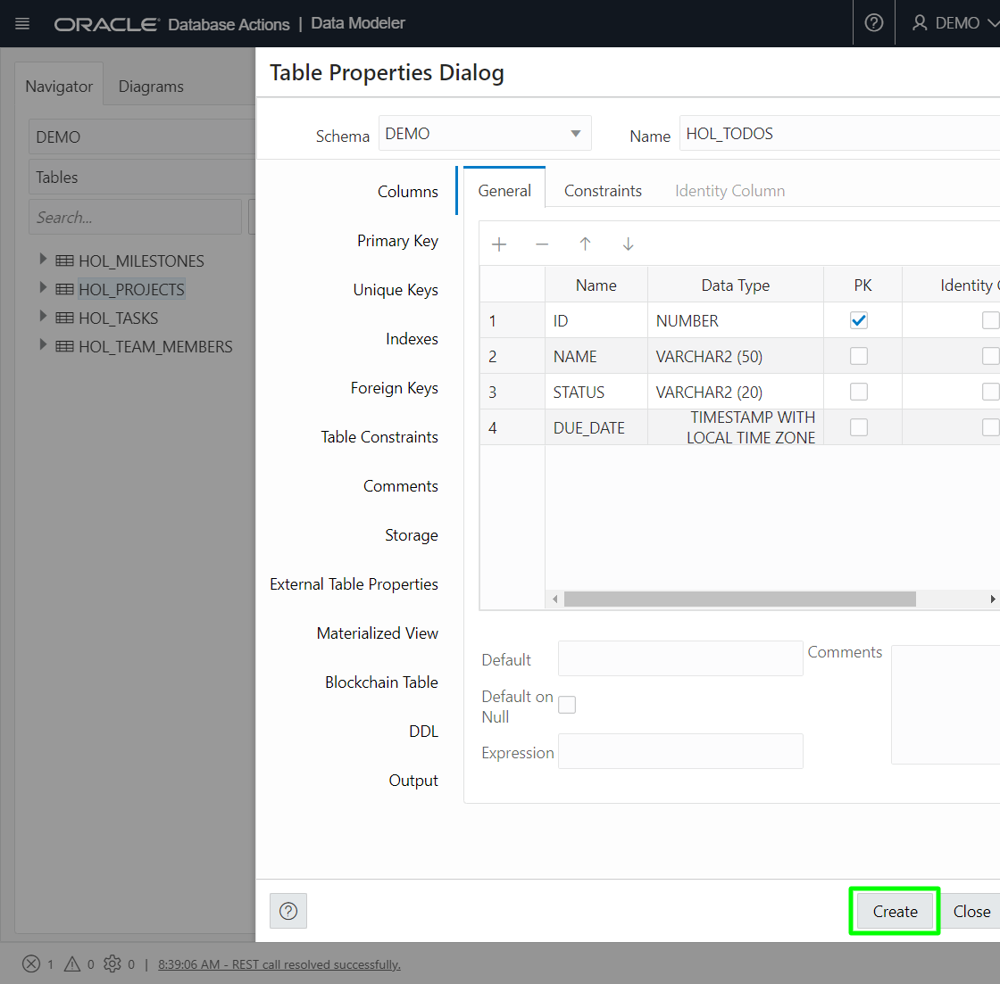 ORACLE Database Actions | Data Modeler
DEMO
Navigator
Diagrams
DEMO
Tables
Search...
HOL_MILESTONES
HOL_PROJECTS
HOL_TASKS
HOL_TEAM_MEMBERS
Table Properties Dialog
Schema DEMO Name HOL_TODOS
Columns
Primary Key
Unique Keys
Indexes
Foreign Keys
Table Constraints
Comments
Storage
External Table Properties
Materialized View
Blockchain Table
DDL
Output
General Constraints Identity Column
Name Data Type PK Identity
1 ID NUMBER
2 NAME VARCHAR2 (50)
3 STATUS VARCHAR2 (20)
4 DUE_DATE TIMESTAMP WITH
LOCAL TIME ZONE
Default
Comments
Default on
Null
Expression
Create Close
1 0 0 | 8:39:06 AM - REST call resolved successfully.